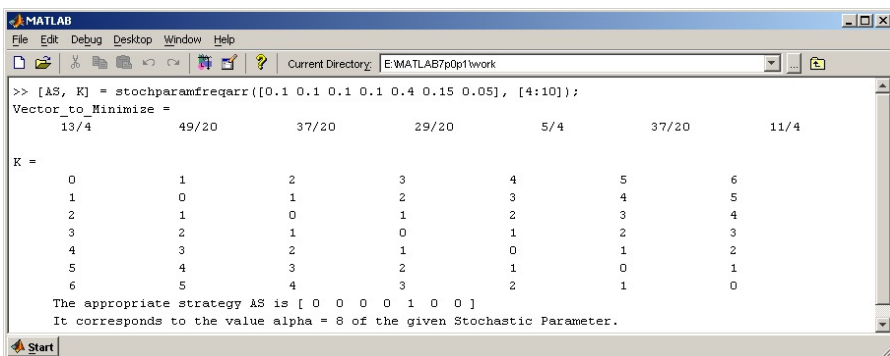 MATLAB
File Edit Debug Desktop Window Help
Current Directory: E:\MATLAB7p0p1\work
>> [AS, K] = stochparamfreqarr([0.1 0.1 0.1 0.1 0.4 0.15 0.05], [4:10]);
Vector_to_Minimize =
13/4 49/20 37/20 29/20 5/4 37/20 11/4
K =
0 1 2 3 4 5 6
1 0 1 2 3 4 5
2 1 0 1 2 3 4
3 2 1 0 1 2 3
4 3 2 1 0 1 2
5 4 3 2 1 0 1
6 5 4 3 2 1 0
The appropriate strategy AS is [ 0 0 0 0 1 0 0 ]
It corresponds to the value alpha = 8 of the given Stochastic Parameter.
Start